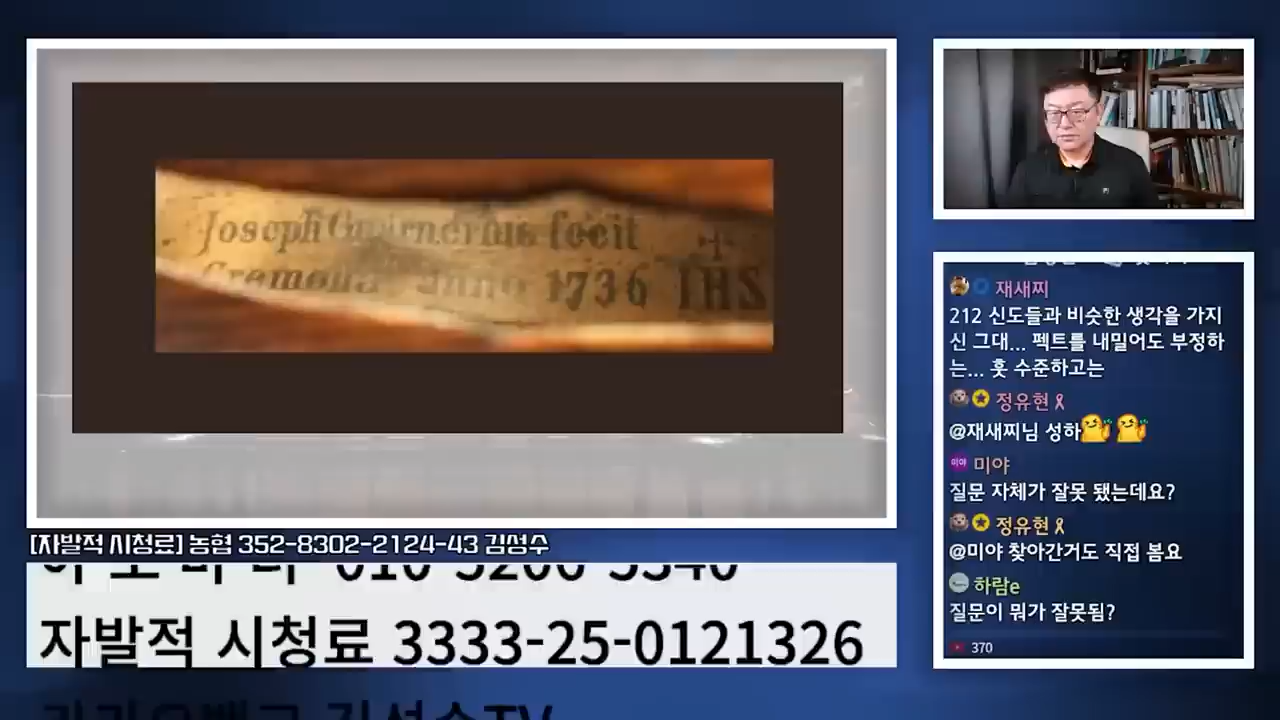 Joseph Guarnerius fecit
Cremonæ anno 1736 IHS
[자발적 시청료] 농협 352-8302-2124-43 김성수
자발적 시청료 3333-25-0121326
재새찌
212 신도들과 비슷한 생각을 가지
신 그대... 펙트를 내밀어도 부정하
는... 훗 수준하고는
정유현
@재새찌님 성하
미야
미야
질문 자체가 잘못 됐는데요?
정유현
@미야 찾아간거도 직접 봄요
하람e
질문이 뭐가 잘못됨?
370